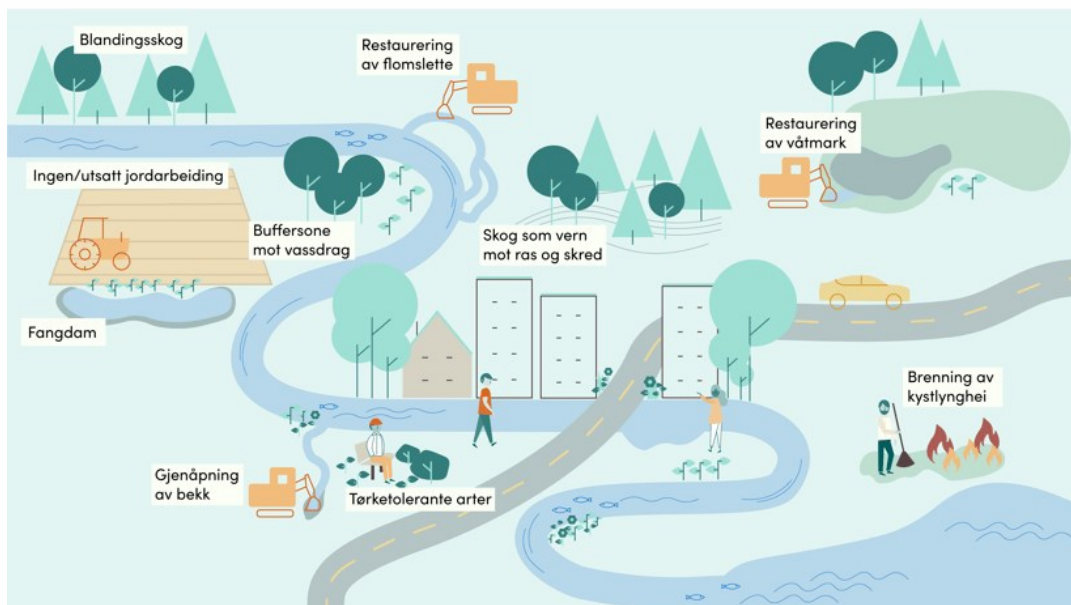 Blandingsskog
Restaurering
av flomslette
Restaurering
av våtmark
Ingen/utsatt jordarbeiding
Buffersone
mot vassdrag
Skog som vern
mot ras og skred
Fangdam
Brenning av
kystlynghei
Gjenåpning
av bekk
Tørketolerante arter